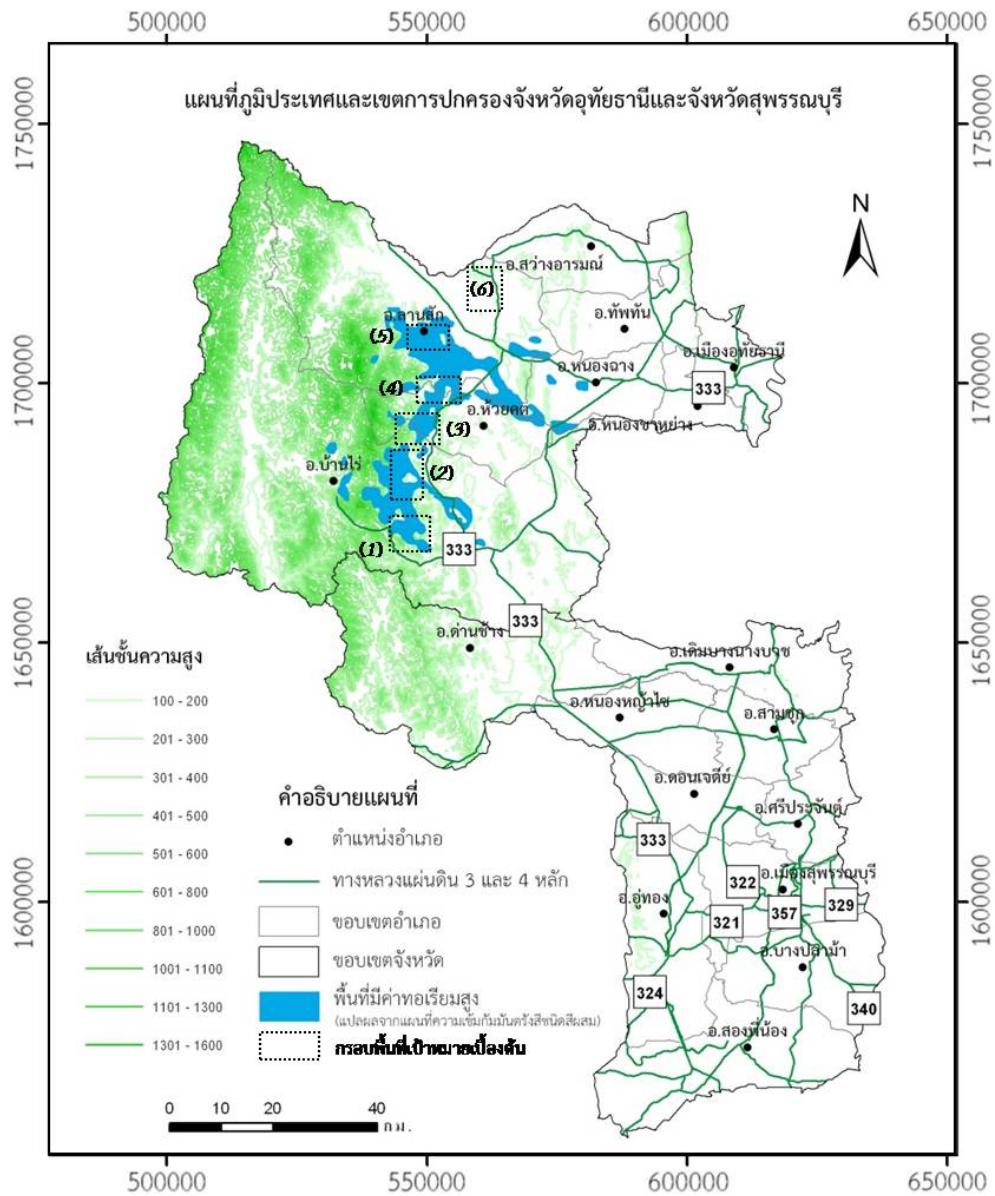 500000 550000 600000 650000
แผนที่ภูมิประเทศและเขตการปกครองจังหวัดอุทัยธานีและจังหวัดสุพรรณบุรี
1750000 1750000
N
อ.สว่างอารมณ์
(6)
อ.ลานสัก
อ.ทัพทัน
(5)
อ.เมืองอุทัยธานี
อ.หนองฉาง
1700000 1700000
(4)
333
อ.ห้วยคต
อ.หนองขาหย่าง
(3)
อ.บ้านไร่
(2)
(1)
333
333
อ.ด่านช้าง
1650000 1650000
อ.เดิมบางนางบวช
เส้นชั้นความสูง
อ.หนองหญ้าไซ
อ.สามชุก
100 - 200
201 - 300
301 - 400
401 - 500
501 - 600
601 - 800
801 - 1000
1001 - 1100
1101 - 1300
1301 - 1600
อ.ดอนเจดีย์
คำอธิบายแผนที่
อ.ศรีประจันต์
ตำแหน่งอำเภอ
333
ทางหลวงแผ่นดิน 3 และ 4 หลัก
322
อ.เมืองสุพรรณบุรี
อ.อู่ทอง
1600000 1600000
329
357
321
ขอบเขตอำเภอ
ขอบเขตจังหวัด
อ.บางปลาม้า
พื้นที่มีค่าทอเรียมสูง
(แปลผลจากแผนที่ความเข้มกัมมันตรังสีชนิดสีผสม)
324
340
อ.สองพี่น้อง
กรอบพื้นที่เป้าหมายเบื้องต้น
0 10 20 40
ก.ม.
500000 550000 600000 650000